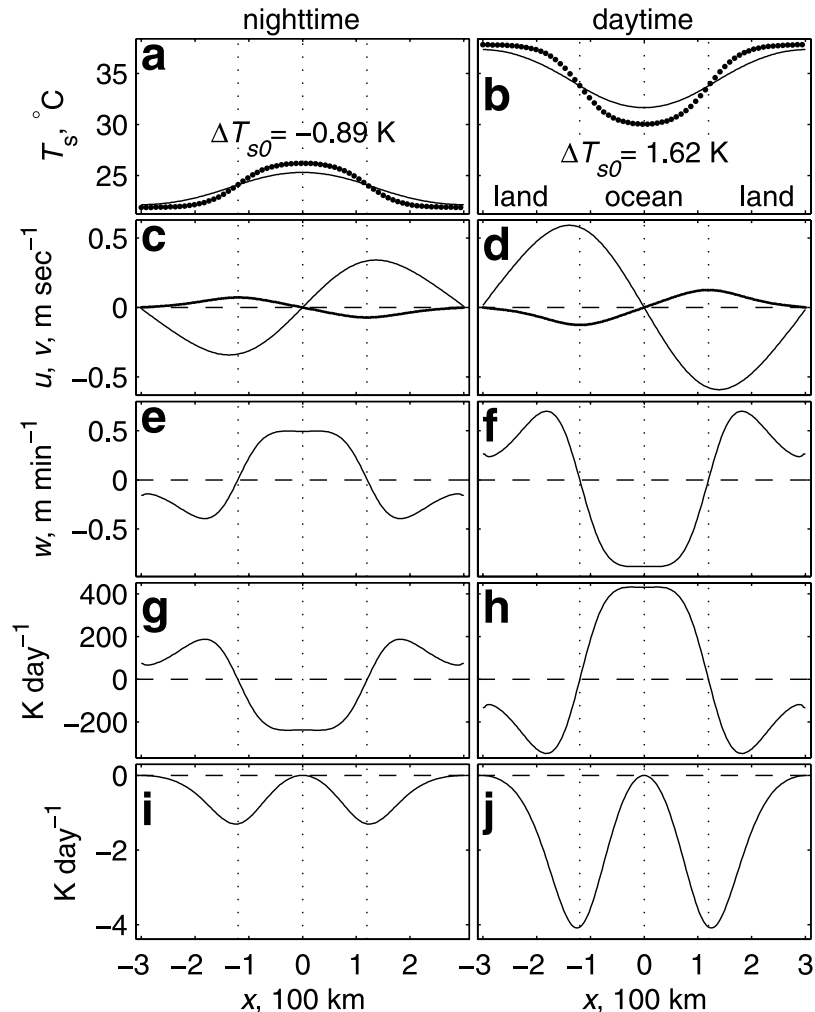 nighttime daytime
a b
T_s, °C
35
30
25
ΔT_s0= −0.89 K
ΔT_s0= 1.62 K
land ocean land
c d
u, v, m sec⁻¹
0.5
0
−0.5
e f
w, m min⁻¹
0.5
0
−0.5
g h
K day⁻¹
400
200
0
−200
i j
K day⁻¹
0
−2
−4
−3 −2 −1 0 1 2 3 −3 −2 −1 0 1 2 3
x, 100 km x, 100 km